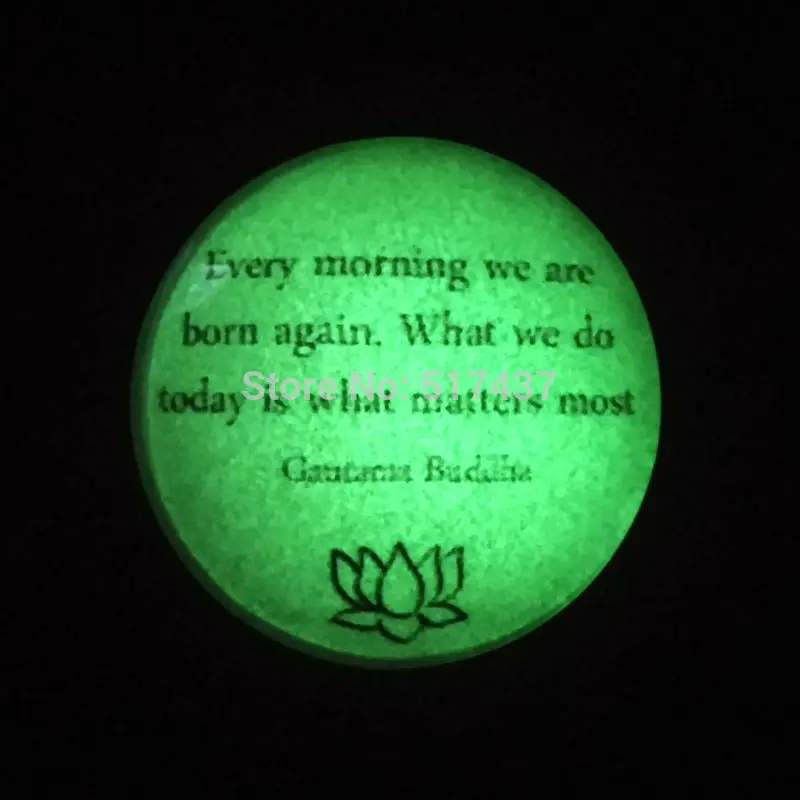 Every morning we are
born again. What we do
today is what matters most
Gautama Buddha
Store No: 517437